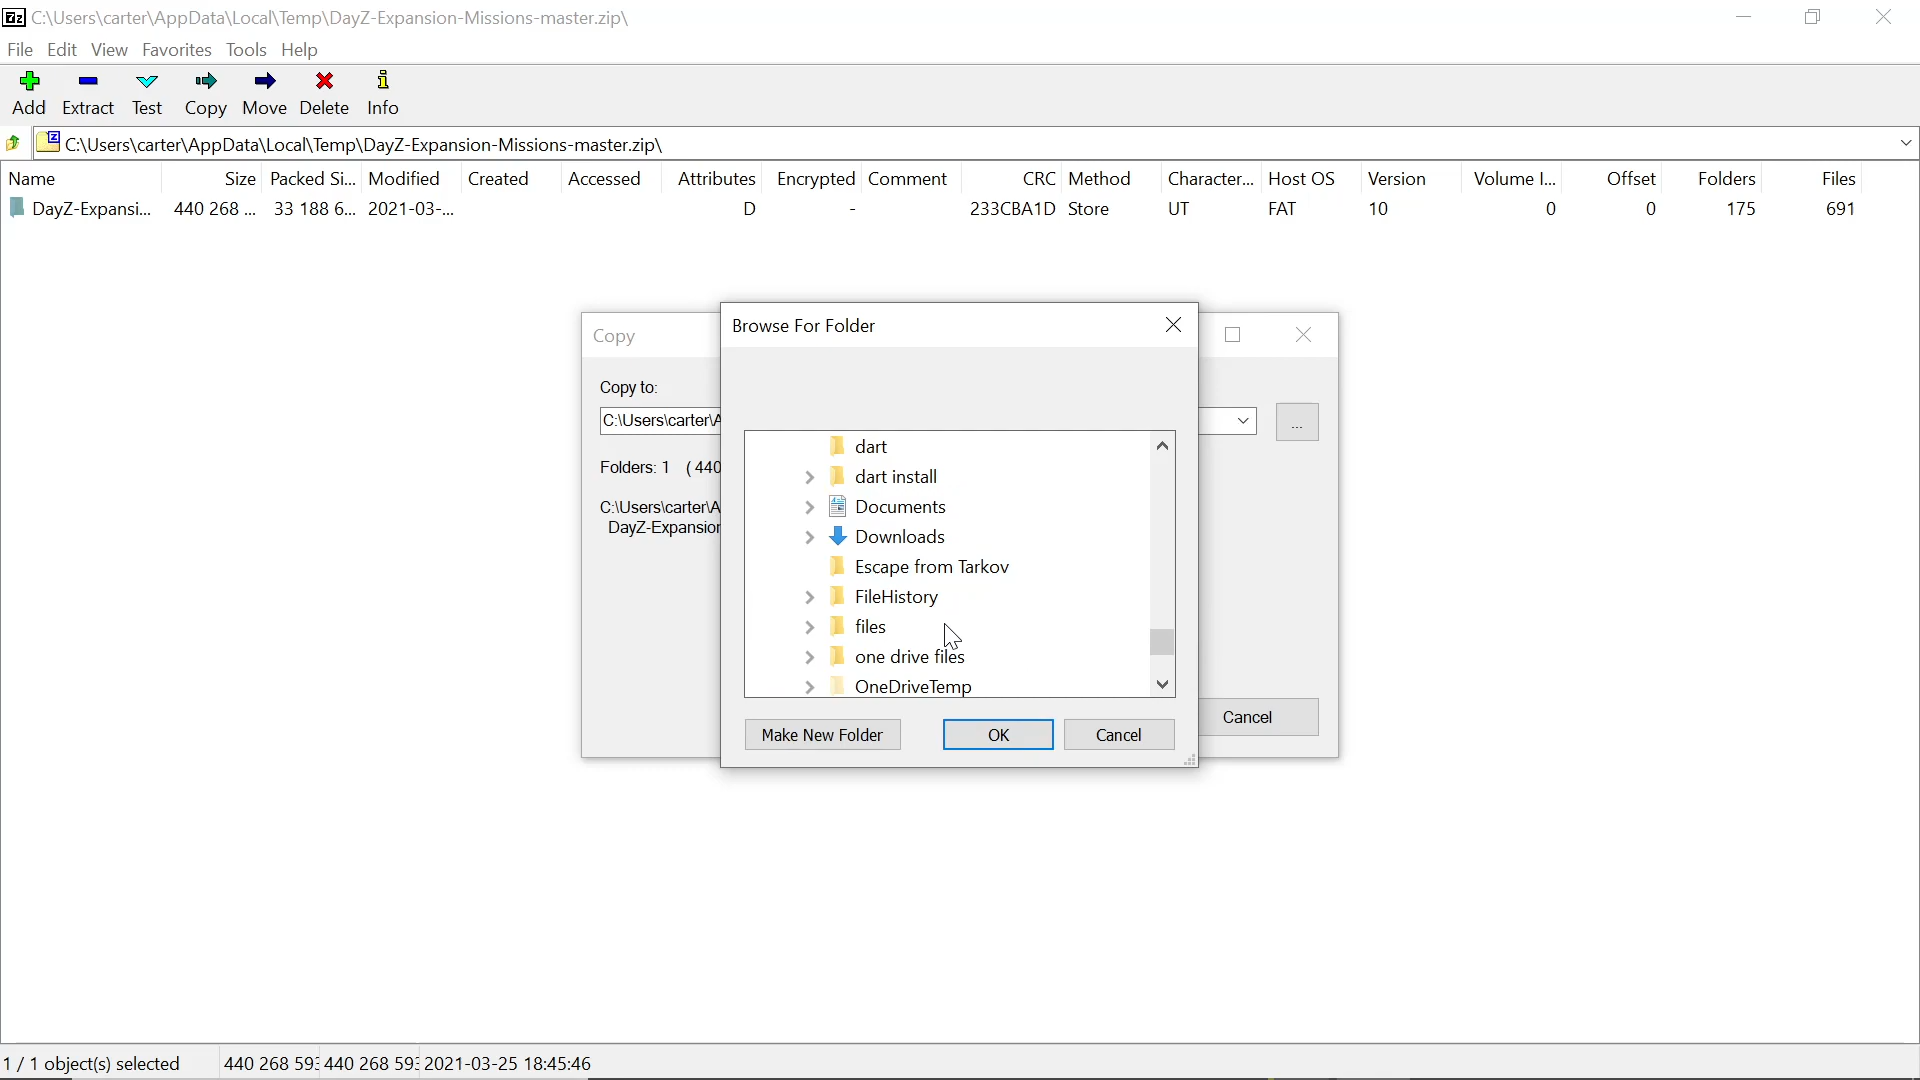 C:\Users\carter\AppData\Local\Temp\DayZ-Expansion-Missions-master.zip\
File Edit View Favorites Tools Help
Add Extract Test Copy Move Delete Info
C:\Users\carter\AppData\Local\Temp\DayZ-Expansion-Missions-master.zip\
Name Size Packed Si... Modified Created Accessed Attributes Encrypted Comment CRC Method Character... Host OS Version Volume I... Offset Folders Files
DayZ-Expansi... 440 268 ... 33 188 6... 2021-03-... D - 233CBA1D Store UT FAT 10 0 0 175 691
Copy
Browse For Folder
Copy to:
C:\Users\carter\A
...
Folders: 1 ( 440
C:\Users\carter\A
DayZ-Expansion
dart
dart install
Documents
Downloads
Escape from Tarkov
FileHistory
files
one drive files
OneDriveTemp
Make New Folder OK Cancel
Cancel
1 / 1 object(s) selected 440 268 593 440 268 593 2021-03-25 18:45:46